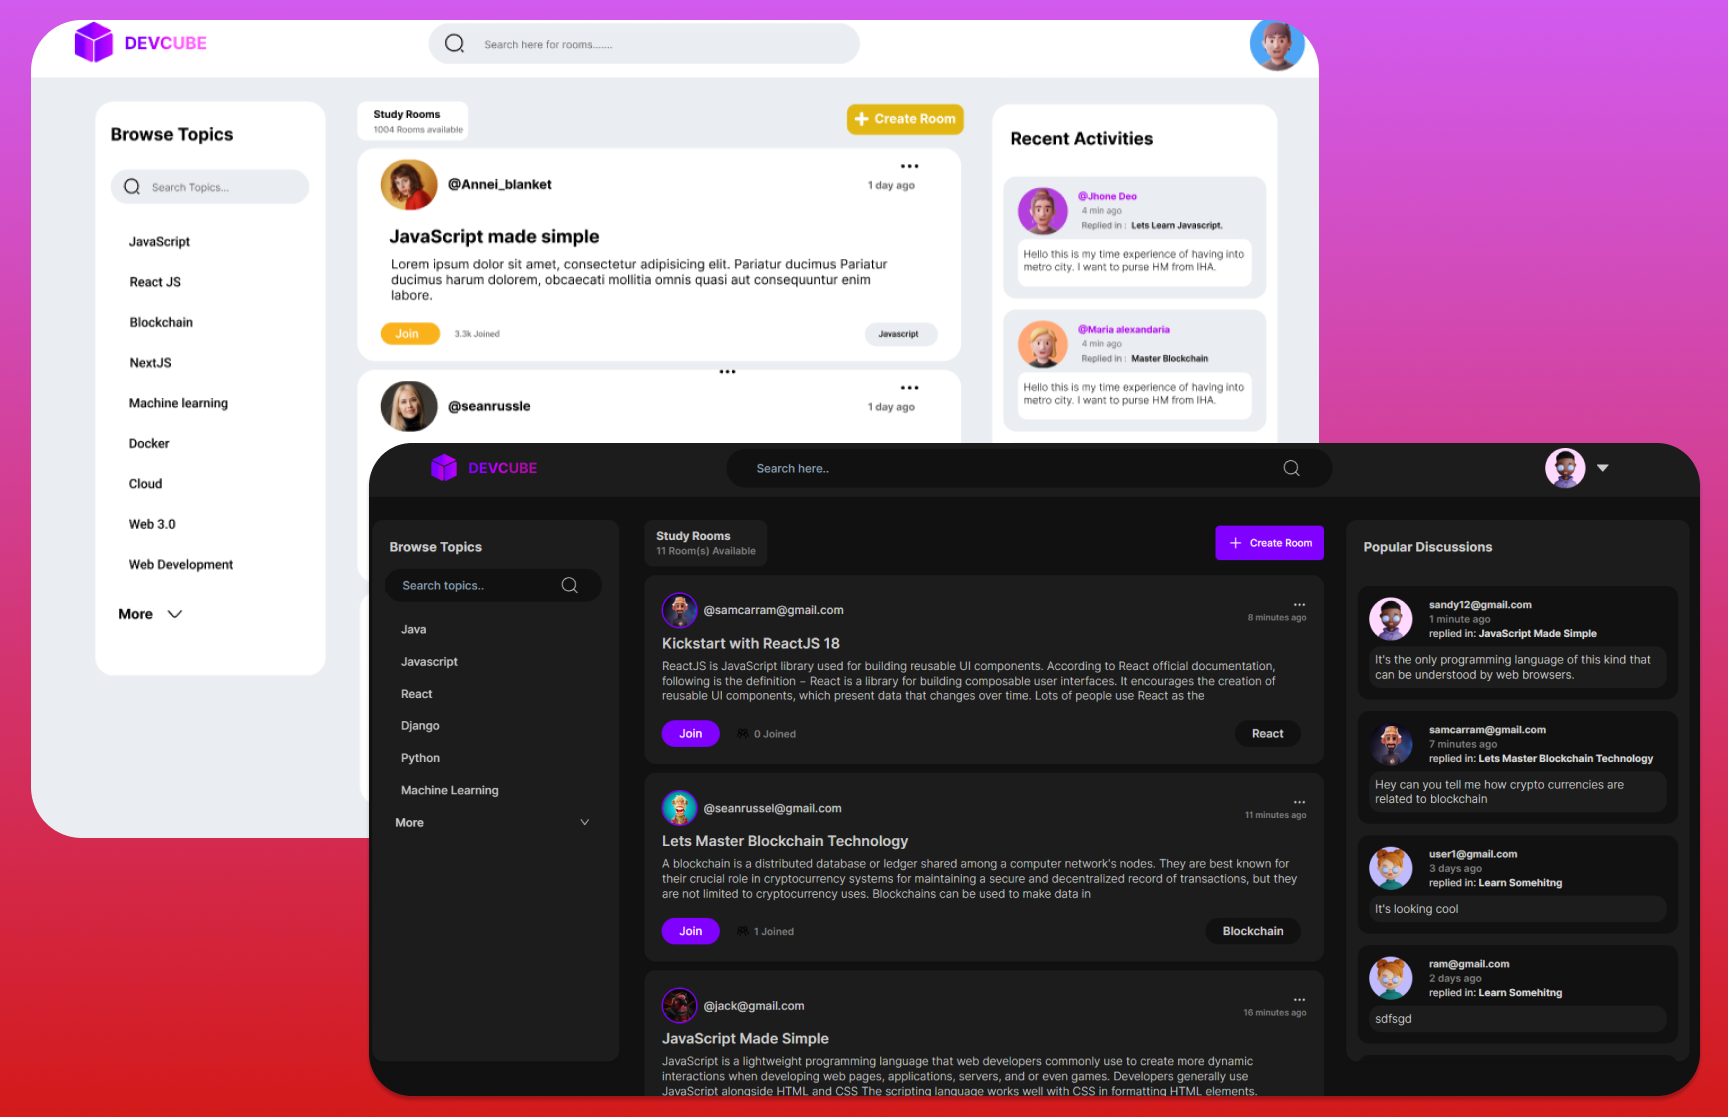 DEVCUBE
Search here for rooms.......
Browse Topics
Search Topics...
JavaScript
React JS
Blockchain
NextJS
Machine learning
Docker
Cloud
Web 3.0
Web Development
More
Study Rooms
1004 Rooms available
Create Room
@Annei_blanket
1 day ago
JavaScript made simple
Lorem ipsum dolor sit amet, consectetur adipisicing elit. Pariatur ducimus Pariatur
ducimus harum dolorem, obcaecati mollitia omnis quasi aut consequuntur enim
labore.
Join
3.3k Joined
Javascript
@seanrussle
1 day ago
Recent Activities
@Jhone Deo
4 min ago
Replied in : Lets Learn Javascript.
Hello this is my time experience of having into
metro city. I want to purse HM from IHA.
@Maria alexandaria
4 min ago
Replied in : Master Blockchain
Hello this is my time experience of having into
metro city. I want to purse HM from IHA.
DEVCUBE
Search here..
Browse Topics
Search topics..
Java
Javascript
React
Django
Python
Machine Learning
More
Study Rooms
11 Room(s) Available
Create Room
@samcarram@gmail.com
8 minutes ago
Kickstart with ReactJS 18
ReactJS is JavaScript library used for building reusable UI components. According to React official documentation,
following is the definition – React is a library for building composable user interfaces. It encourages the creation of
reusable UI components, which present data that changes over time. Lots of people use React as the
Join
0 Joined
React
@seanrussel@gmail.com
11 minutes ago
Lets Master Blockchain Technology
A blockchain is a distributed database or ledger shared among a computer network's nodes. They are best known for
their crucial role in cryptocurrency systems for maintaining a secure and decentralized record of transactions, but they
are not limited to cryptocurrency uses. Blockchains can be used to make data in
Join
1 Joined
Blockchain
@jack@gmail.com
16 minutes ago
JavaScript Made Simple
JavaScript is a lightweight programming language that web developers commonly use to create more dynamic
interactions when developing web pages, applications, servers, and or even games. Developers generally use
JavaScript alongside HTML and CSS The scripting language works well with CSS in formatting HTML elements.
Popular Discussions
sandy12@gmail.com
1 minute ago
replied in: JavaScript Made Simple
It's the only programming language of this kind that
can be understood by web browsers.
samcarram@gmail.com
7 minutes ago
replied in: Lets Master Blockchain Technology
Hey can you tell me how crypto currencies are
related to blockchain
user1@gmail.com
3 days ago
replied in: Learn Somehitng
It's looking cool
ram@gmail.com
2 days ago
replied in: Learn Somehitng
sdfsgd